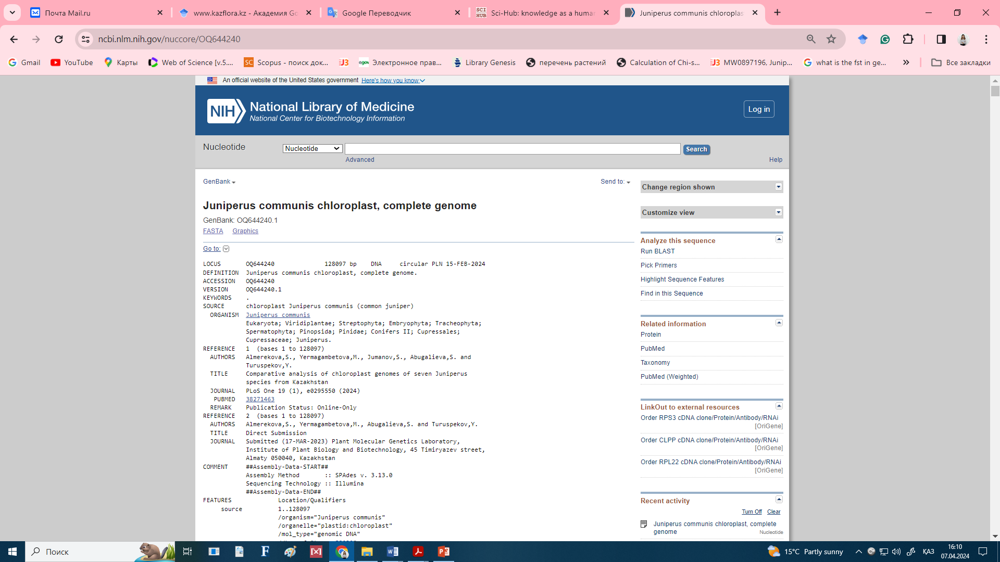 Почта Mail.ru
www.kazflora.kz - Академия Go
Google Переводчик
Sci-Hub: knowledge as a human
Juniperus communis chloroplas
ncbi.nlm.nih.gov/nuccore/OQ644240
Gmail YouTube Карты Web of Science [v.5.... Scopus - поиск док... Электронное прав... Library Genesis перечень растений Calculation of Chi-s... MW0897196, Junip... what is the fst in ge... » Все закладки
An official website of the United States government Here's how you know
NIH National Library of Medicine
National Center for Biotechnology Information
Log in
Nucleotide Nucleotide Search
Advanced Help
GenBank Send to:
Change region shown
Juniperus communis chloroplast, complete genome
Customize view
GenBank: OQ644240.1
FASTA Graphics
Go to:
LOCUS OQ644240 128097 bp DNA circular PLN 15-FEB-2024
DEFINITION Juniperus communis chloroplast, complete genome.
ACCESSION OQ644240
VERSION OQ644240.1
KEYWORDS .
SOURCE chloroplast Juniperus communis (common juniper)
ORGANISM Juniperus communis
Eukaryota; Viridiplantae; Streptophyta; Embryophyta; Tracheophyta;
Spermatophyta; Pinopsida; Pinidae; Conifers II; Cupressales;
Cupressaceae; Juniperus.
REFERENCE 1 (bases 1 to 128097)
AUTHORS Almerekova,S., Yermagambetova,M., Jumanov,S., Abugalieva,S. and
Turuspekov,Y.
TITLE Comparative analysis of chloroplast genomes of seven Juniperus
species from Kazakhstan
JOURNAL PLoS One 19 (1), e0295550 (2024)
PUBMED 38271463
REMARK Publication Status: Online-Only
REFERENCE 2 (bases 1 to 128097)
AUTHORS Almerekova,S., Yermagambetova,M., Abugalieva,S. and Turuspekov,Y.
TITLE Direct Submission
JOURNAL Submitted (17-MAR-2023) Plant Molecular Genetics Laboratory,
Institute of Plant Biology and Biotechnology, 45 Timiryazev street,
Almaty 050040, Kazakhstan
COMMENT ##Assembly-Data-START##
Assembly Method :: SPAdes v. 3.13.0
Sequencing Technology :: Illumina
##Assembly-Data-END##
FEATURES Location/Qualifiers
source 1..128097
/organism="Juniperus communis"
/organelle="plastid:chloroplast"
/mol_type="genomic DNA"
Analyze this sequence
Run BLAST
Pick Primers
Highlight Sequence Features
Find in this Sequence
Related information
Protein
PubMed
Taxonomy
PubMed (Weighted)
LinkOut to external resources
Order RPS3 cDNA clone/Protein/Antibody/RNAi
[OriGene]
Order CLPP cDNA clone/Protein/Antibody/RNAi
[OriGene]
Order RPL22 cDNA clone/Protein/Antibody/RNAi
[OriGene]
Recent activity
Turn Off Clear
Juniperus communis chloroplast, complete
genome
Nucleotide
Поиск
15°C Partly sunny
ҚАЗ
16:10
07.04.2024